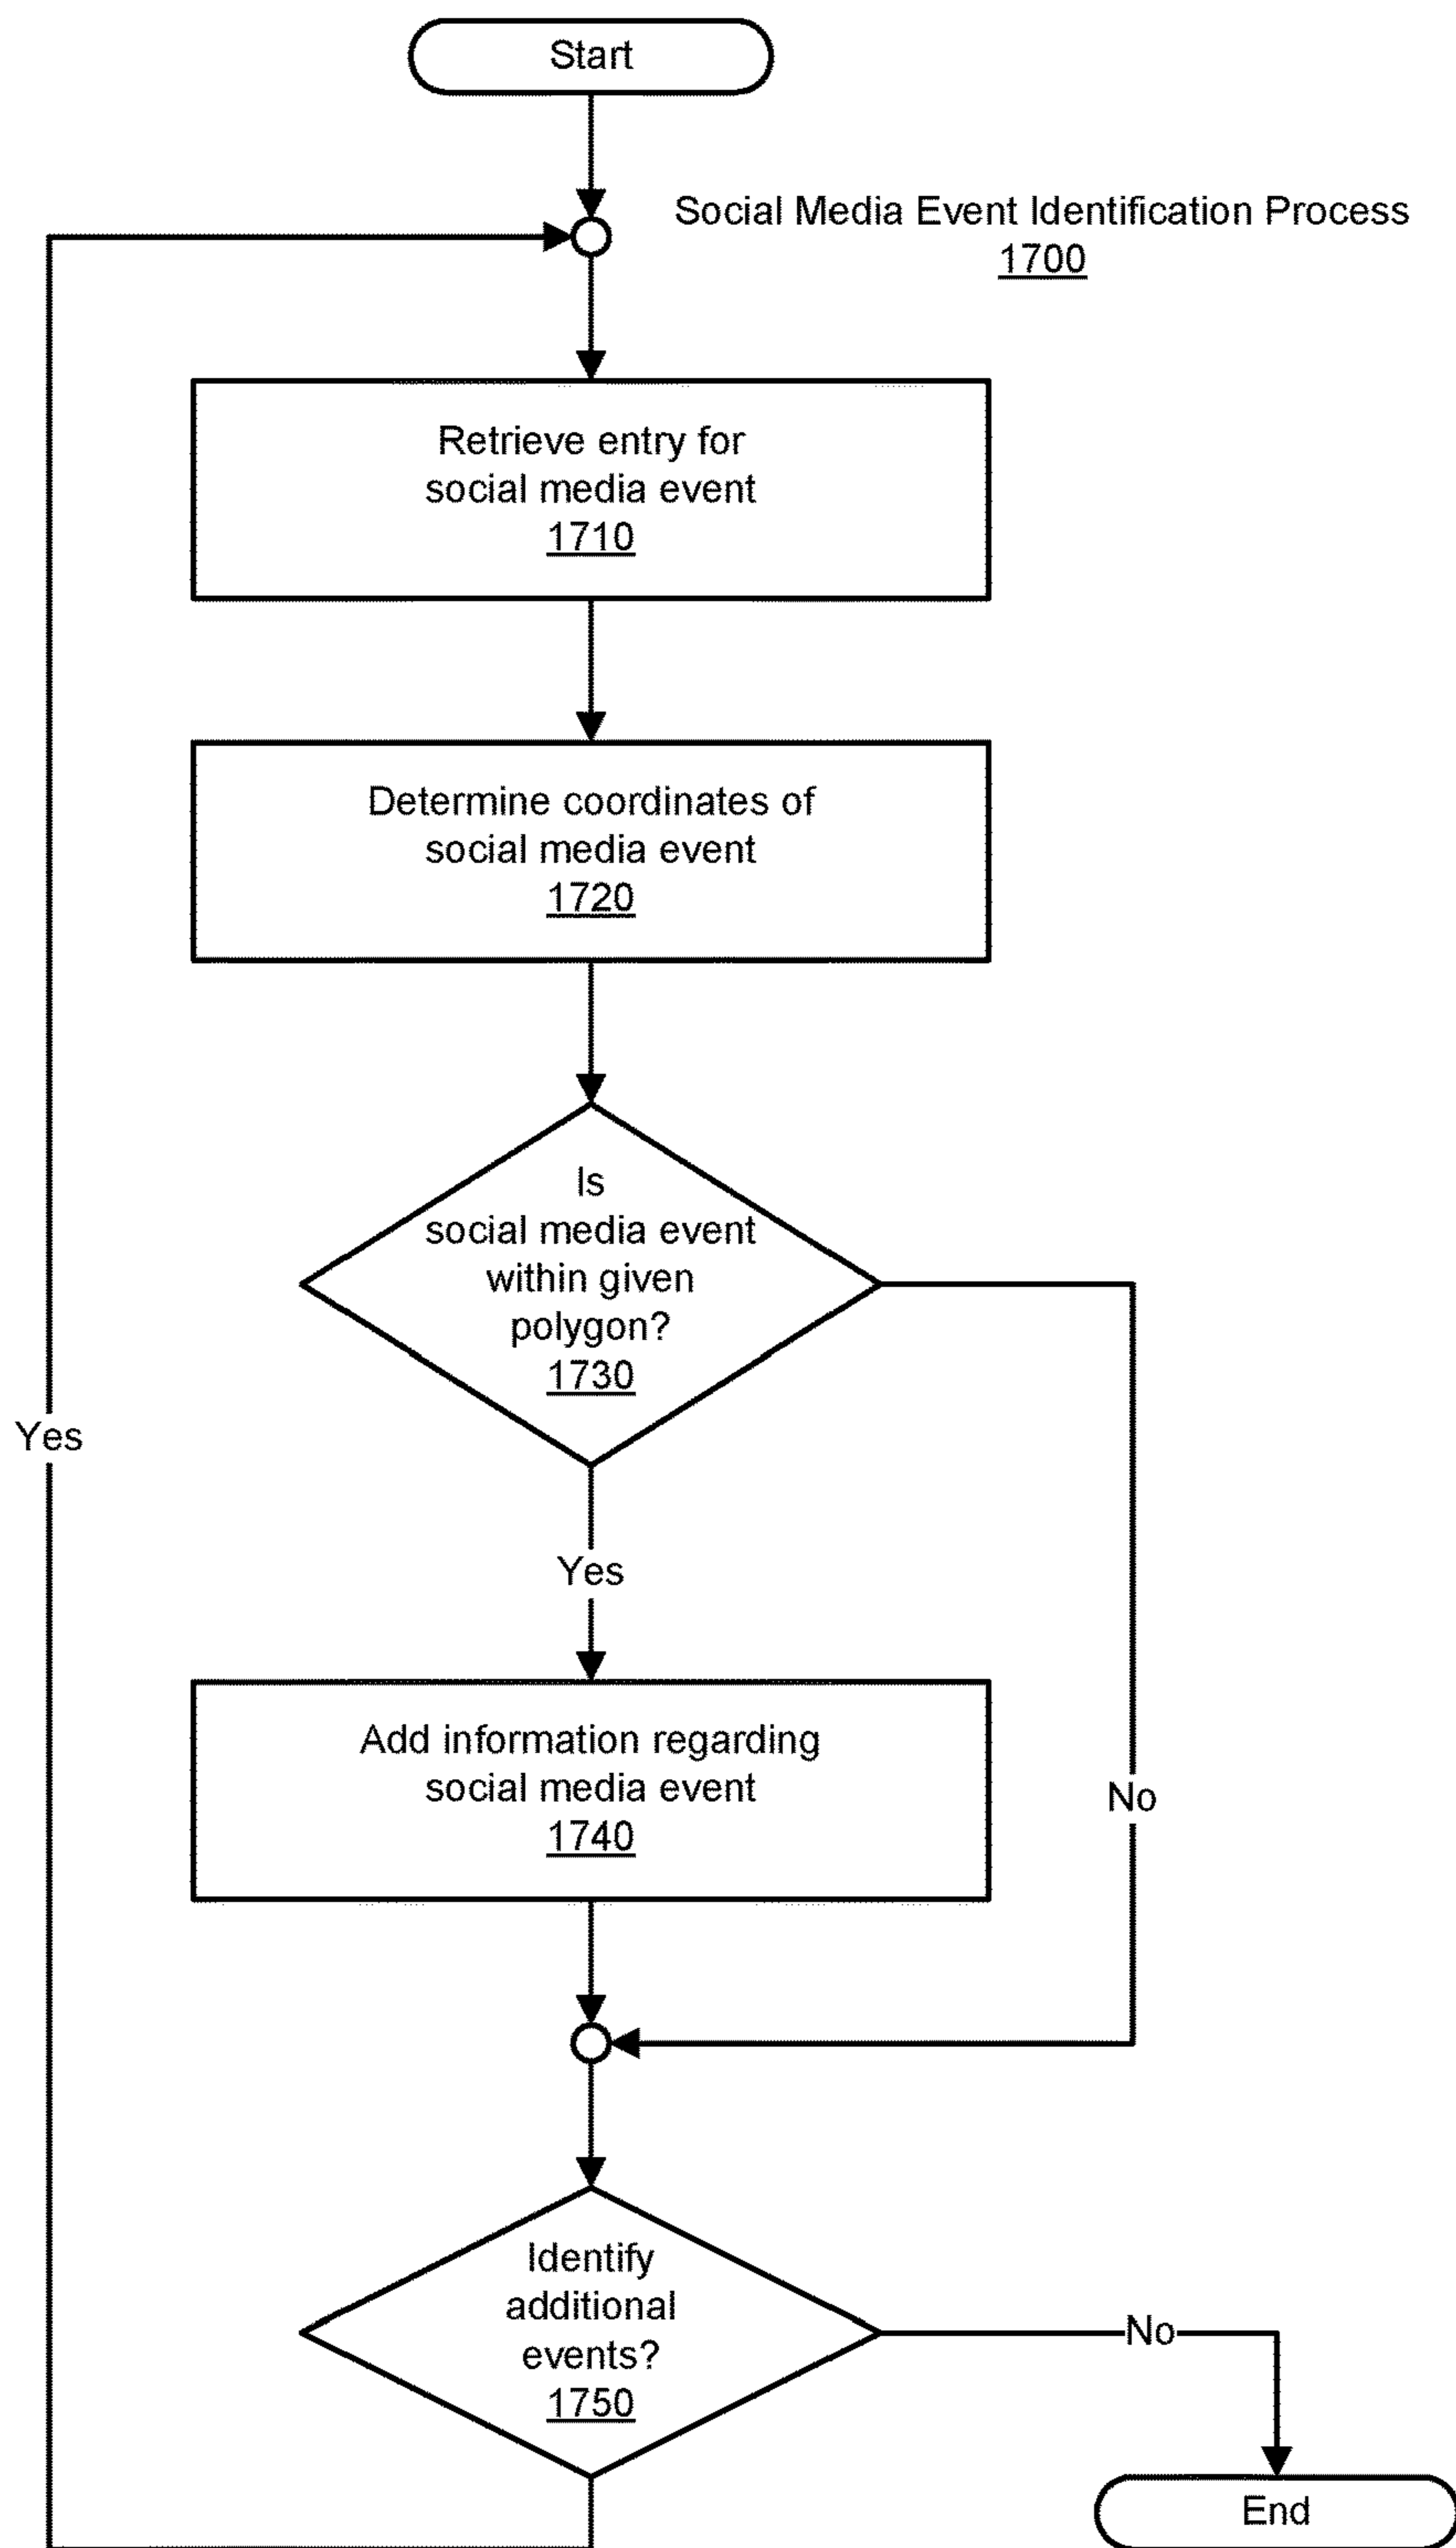 Start
Social Media Event Identification Process
1700
Retrieve entry for
social media event
1710
Determine coordinates of
social media event
1720
Is
social media event
within given
polygon?
1730
Yes
Yes
Add information regarding
social media event
1740
No
Identify
additional
events?
1750
No
End